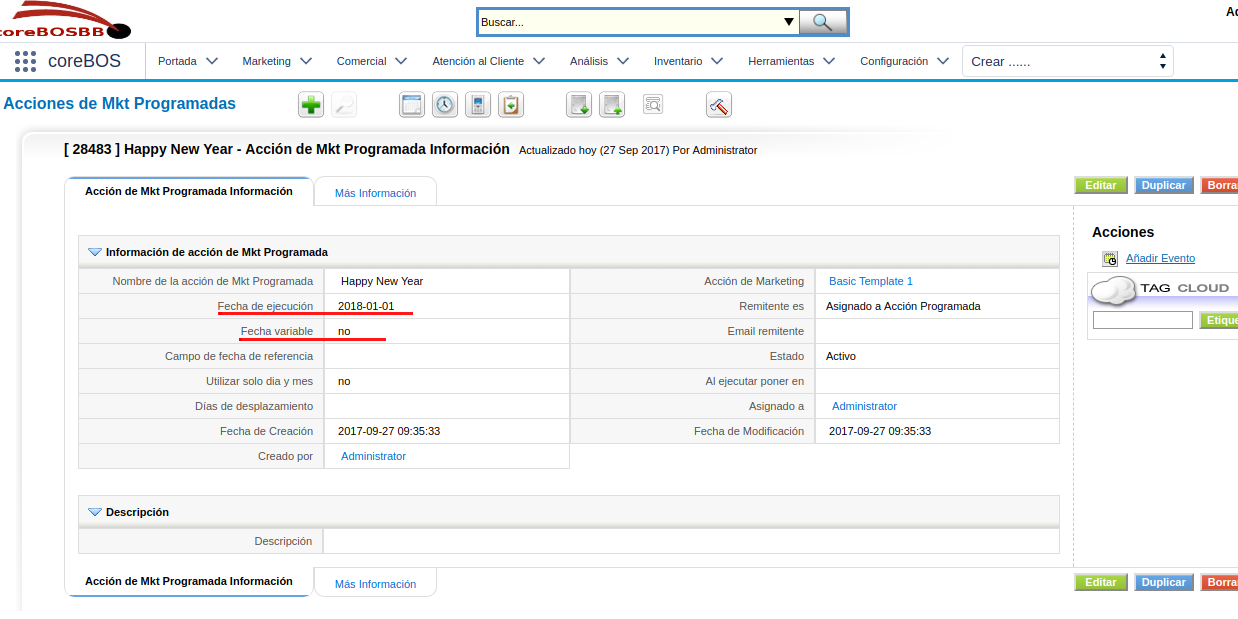 coreBOSBB
Buscar...
coreBOS
Portada
Marketing
Comercial
Atención al Cliente
Análisis
Inventario
Herramientas
Configuración
Crear ......
Acciones de Mkt Programadas
[ 28483 ] Happy New Year - Acción de Mkt Programada Información Actualizado hoy (27 Sep 2017) Por Administrator
Acción de Mkt Programada Información
Más Información
Editar
Duplicar
Borra
Información de acción de Mkt Programada
Nombre de la acción de Mkt Programada Happy New Year Acción de Marketing Basic Template 1
Fecha de ejecución 2018-01-01 Remitente es Asignado a Acción Programada
Fecha variable no Email remitente
Campo de fecha de referencia Estado Activo
Utilizar solo dia y mes no Al ejecutar poner en
Días de desplazamiento Asignado a Administrator
Fecha de Creación 2017-09-27 09:35:33 Fecha de Modificación 2017-09-27 09:35:33
Creado por Administrator
Acciones
Añadir Evento
TAG CLOUD
Etique
Descripción
Descripción
Acción de Mkt Programada Información
Más Información
Editar
Duplicar
Borra